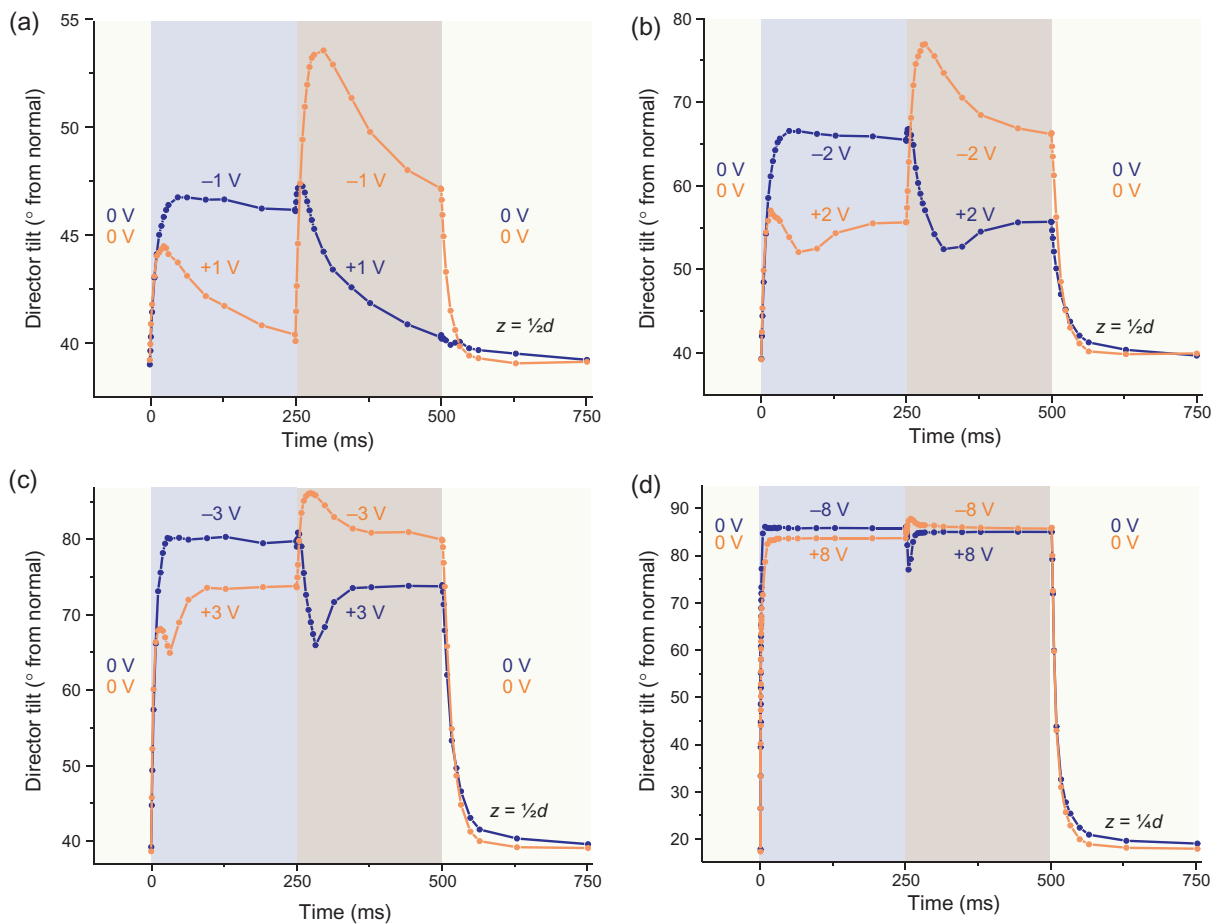 (a)
Director tilt (° from normal)
55
50
45
40
0 V
0 V
–1 V
+1 V
–1 V
+1 V
0 V
0 V
z = ½d
0
250
500
750
Time (ms)
(b)
Director tilt (° from normal)
80
70
60
50
40
0 V
0 V
–2 V
+2 V
–2 V
+2 V
0 V
0 V
z = ½d
0
250
500
750
Time (ms)
(c)
Director tilt (° from normal)
80
70
60
50
40
0 V
0 V
–3 V
+3 V
–3 V
+3 V
0 V
0 V
z = ½d
0
250
500
750
Time (ms)
(d)
Director tilt (° from normal)
90
80
70
60
50
40
30
20
0 V
0 V
–8 V
+8 V
–8 V
+8 V
0 V
0 V
z = ¼d
0
250
500
750
Time (ms)